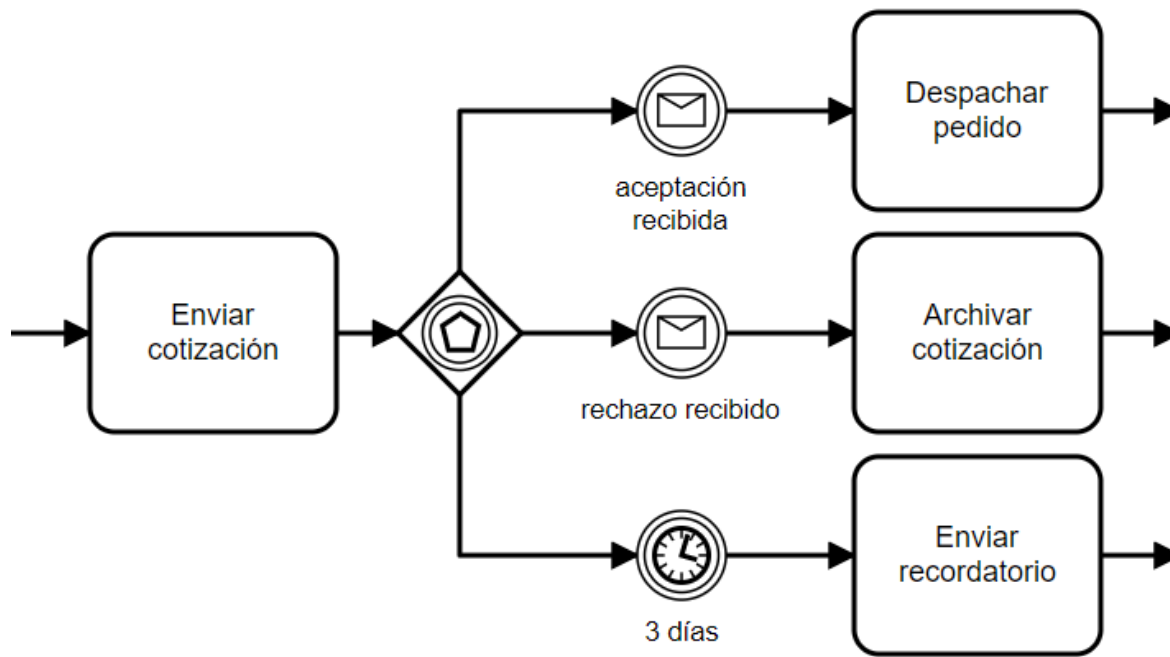 Enviar
cotización
aceptación
recibida
Despachar
pedido
rechazo recibido
Archivar
cotización
3 días
Enviar
recordatorio